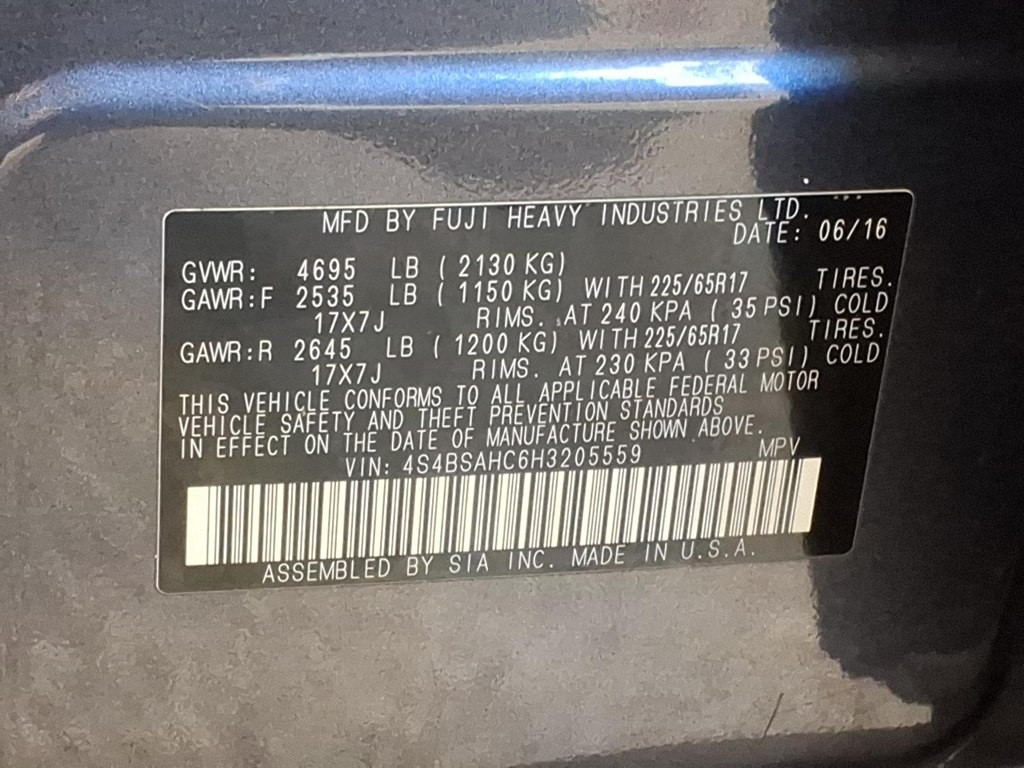 MFD BY FUJI HEAVY INDUSTRIES LTD.
DATE: 06/16
GVWR: 4695 LB ( 2130 KG)
GAWR:F 2535 LB ( 1150 KG) WITH 225/65R17 TIRES.
17X7J RIMS. AT 240 KPA ( 35 PSI) COLD
GAWR:R 2645 LB ( 1200 KG) WITH 225/65R17 TIRES.
17X7J RIMS. AT 230 KPA ( 33 PSI) COLD
THIS VEHICLE CONFORMS TO ALL APPLICABLE FEDERAL MOTOR
VEHICLE SAFETY AND THEFT PREVENTION STANDARDS
IN EFFECT ON THE DATE OF MANUFACTURE SHOWN ABOVE.
VIN: 4S4BSAHC6H3205559 MPV
ASSEMBLED BY SIA INC. MADE IN U.S.A.